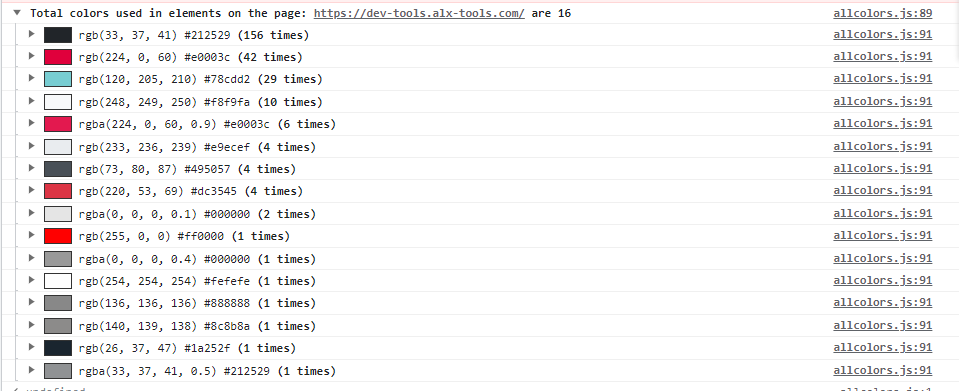 Total colors used in elements on the page: https://dev-tools.alx-tools.com/ are 16 allcolors.js:89
rgb(33, 37, 41) #212529 (156 times) allcolors.js:91
rgb(224, 0, 60) #e0003c (42 times) allcolors.js:91
rgb(120, 205, 210) #78cdd2 (29 times) allcolors.js:91
rgb(248, 249, 250) #f8f9fa (10 times) allcolors.js:91
rgba(224, 0, 60, 0.9) #e0003c (6 times) allcolors.js:91
rgb(233, 236, 239) #e9ecef (4 times) allcolors.js:91
rgb(73, 80, 87) #495057 (4 times) allcolors.js:91
rgb(220, 53, 69) #dc3545 (4 times) allcolors.js:91
rgba(0, 0, 0, 0.1) #000000 (2 times) allcolors.js:91
rgb(255, 0, 0) #ff0000 (1 times) allcolors.js:91
rgba(0, 0, 0, 0.4) #000000 (1 times) allcolors.js:91
rgb(254, 254, 254) #fefefe (1 times) allcolors.js:91
rgb(136, 136, 136) #888888 (1 times) allcolors.js:91
rgb(140, 139, 138) #8c8b8a (1 times) allcolors.js:91
rgb(26, 37, 47) #1a252f (1 times) allcolors.js:91
rgba(33, 37, 41, 0.5) #212529 (1 times) allcolors.js:91